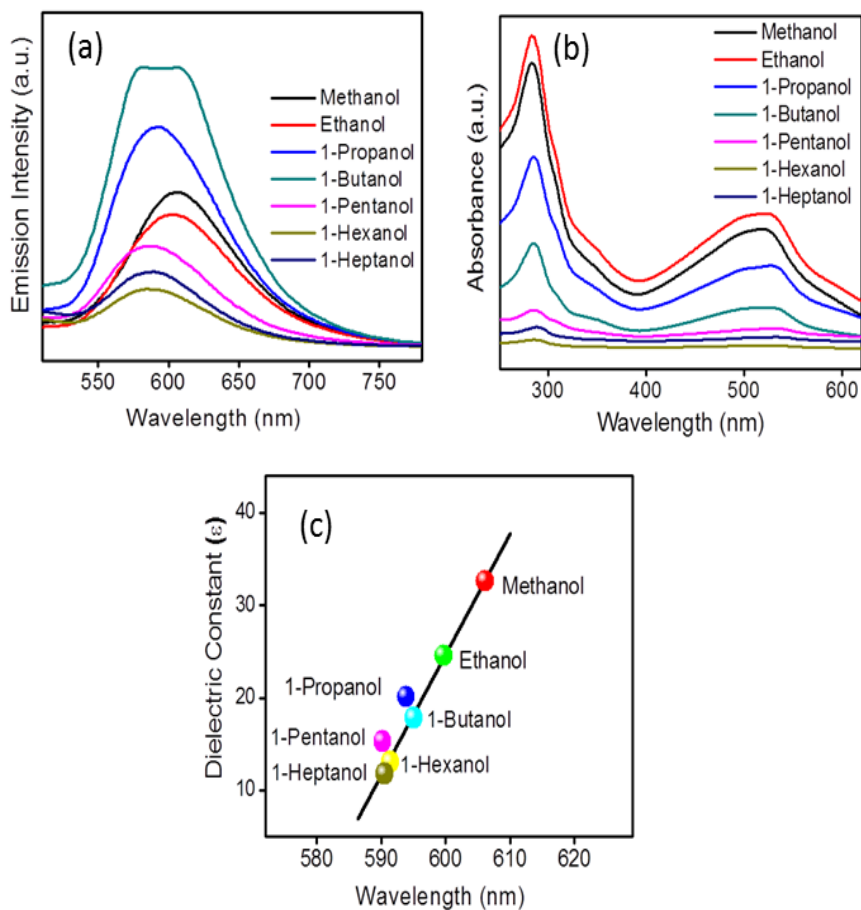 (a)
Emission Intensity (a.u.)
Methanol
Ethanol
1-Propanol
1-Butanol
1-Pentanol
1-Hexanol
1-Heptanol
550 600 650 700 750
Wavelength (nm)
(b)
Absorbance (a.u.)
Methanol
Ethanol
1-Propanol
1-Butanol
1-Pentanol
1-Hexanol
1-Heptanol
300 400 500 600
Wavelength (nm)
(c)
Dielectric Constant (ε)
40
30
20
10
Methanol
Ethanol
1-Propanol
1-Butanol
1-Pentanol
1-Hexanol
1-Heptanol
580 590 600 610 620
Wavelength (nm)